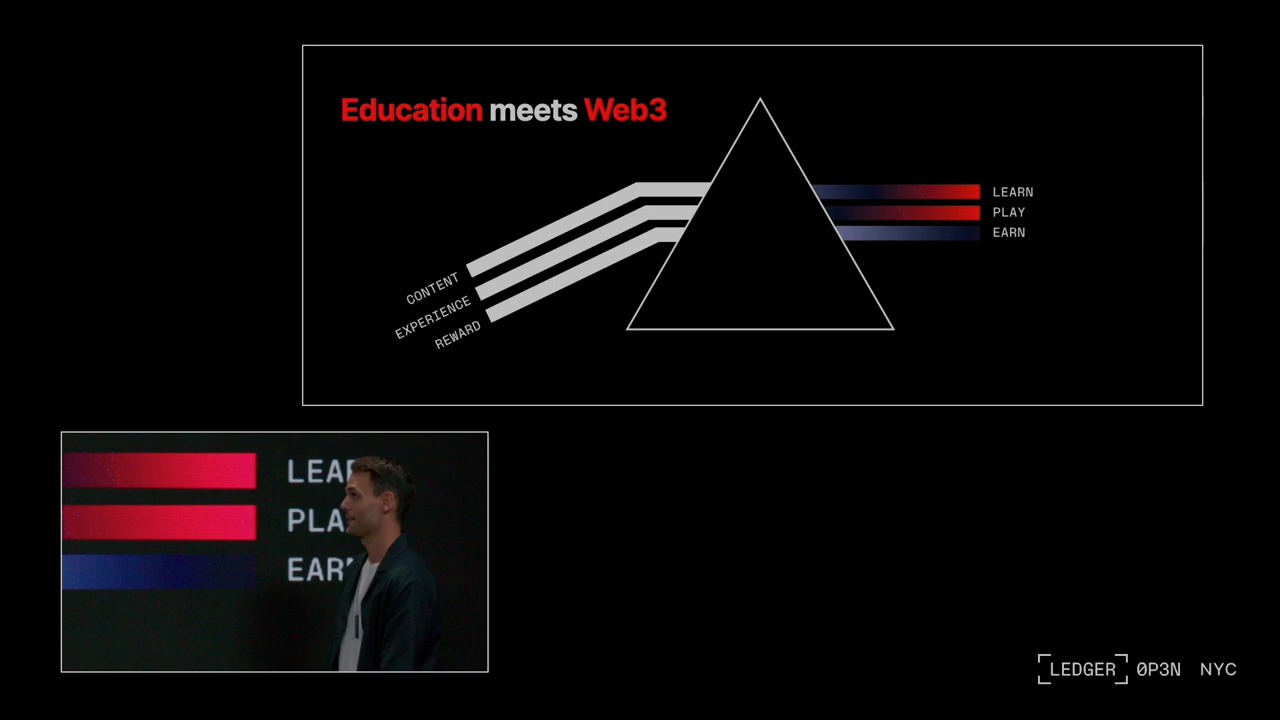 Education meets Web3
LEARN
PLAY
EARN
CONTENT
EXPERIENCE
REWARD
[LEDGER] 0P3N NYC